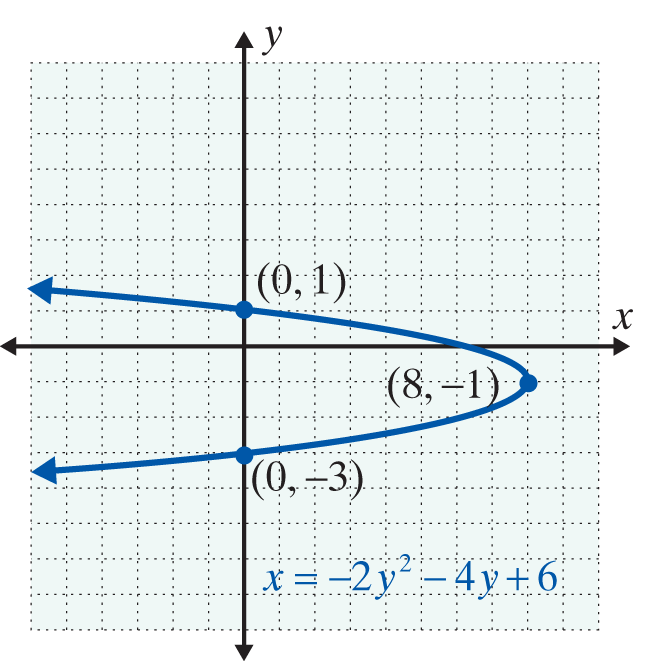 y
(0, 1)
x
(8, −1)
(0, −3)
x = −2y² − 4y + 6